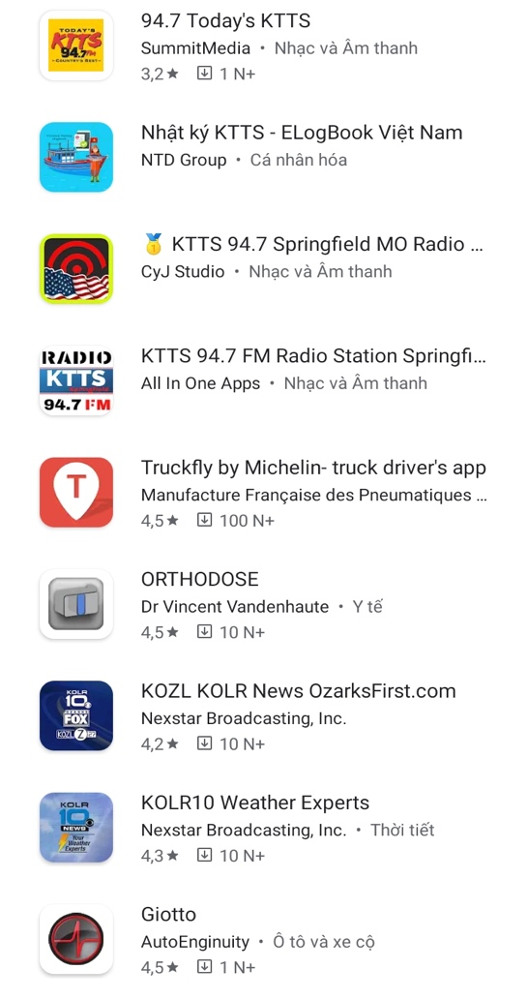 TODAY'S
KTTS
94.7 FM
COUNTRY'S BEST
94.7 Today's KTTS
SummitMedia • Nhạc và Âm thanh
3,2★ 1 N+
Nhật ký KTTS - ELogBook Việt Nam
NTD Group • Cá nhân hóa
🥇 KTTS 94.7 Springfield MO Radio ...
CyJ Studio • Nhạc và Âm thanh
RADIO
KTTS
94.7 FM
KTTS 94.7 FM Radio Station Springfi...
All In One Apps • Nhạc và Âm thanh
T
Truckfly by Michelin- truck driver's app
Manufacture Française des Pneumatiques ...
4,5★ 100 N+
ORTHODOSE
Dr Vincent Vandenhaute • Y tế
4,5★ 10 N+
KOLR
10
FOX
KOZL Z 27
KOZL KOLR News OzarksFirst.com
Nexstar Broadcasting, Inc.
4,2★ 10 N+
KOLR
10
NEWS
Your
Weather
Experts
KOLR10 Weather Experts
Nexstar Broadcasting, Inc. • Thời tiết
4,3★ 10 N+
Giotto
AutoEnginuity • Ô tô và xe cộ
4,5★ 1 N+